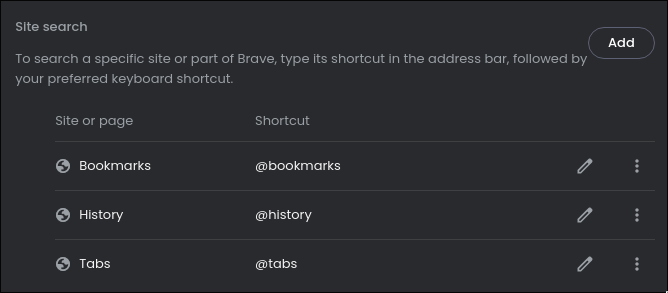 Site search
Add
To search a specific site or part of Brave, type its shortcut in the address bar, followed by
your preferred keyboard shortcut.
Site or page Shortcut
Bookmarks @bookmarks
History @history
Tabs @tabs